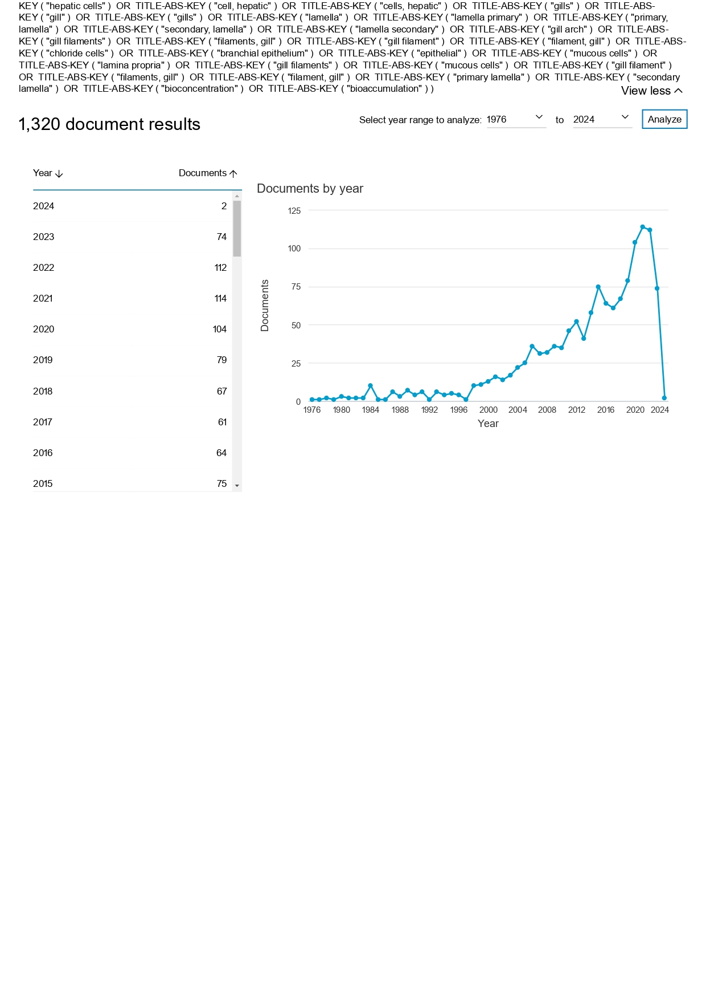 KEY ( "hepatic cells" )  OR  TITLE-ABS-KEY ( "cell, hepatic" )  OR  TITLE-ABS-KEY ( "cells, hepatic" )  OR  TITLE-ABS-KEY ( "gills" )  OR  TITLE-ABS-
KEY ( "gill" )  OR  TITLE-ABS-KEY ( "gills" )  OR  TITLE-ABS-KEY ( "lamella" )  OR  TITLE-ABS-KEY ( "lamella primary" )  OR  TITLE-ABS-KEY ( "primary,
lamella" )  OR  TITLE-ABS-KEY ( "secondary, lamella" )  OR  TITLE-ABS-KEY ( "lamella secondary" )  OR  TITLE-ABS-KEY ( "gill arch" )  OR  TITLE-ABS-
KEY ( "gill filaments" )  OR  TITLE-ABS-KEY ( "filaments, gill" )  OR  TITLE-ABS-KEY ( "gill filament" )  OR  TITLE-ABS-KEY ( "filament, gill" )  OR  TITLE-ABS-
KEY ( "chloride cells" )  OR  TITLE-ABS-KEY ( "branchial epithelium" )  OR  TITLE-ABS-KEY ( "epithelial" )  OR  TITLE-ABS-KEY ( "mucous cells" )  OR
TITLE-ABS-KEY ( "lamina propria" )  OR  TITLE-ABS-KEY ( "gill filaments" )  OR  TITLE-ABS-KEY ( "mucous cells" )  OR  TITLE-ABS-KEY ( "gill filament" )
OR  TITLE-ABS-KEY ( "filaments, gill" )  OR  TITLE-ABS-KEY ( "filament, gill" )  OR  TITLE-ABS-KEY ( "primary lamella" )  OR  TITLE-ABS-KEY ( "secondary
lamella" )  OR  TITLE-ABS-KEY ( "bioconcentration" )  OR  TITLE-ABS-KEY ( "bioaccumulation" ) )
View less
1,320 document results
Select year range to analyze: 1976 to 2024 Analyze
Year Documents
2024 2
2023 74
2022 112
2021 114
2020 104
2019 79
2018 67
2017 61
2016 64
2015 75
Documents by year
125
100
75
50
25
0
Documents
1976 1980 1984 1988 1992 1996 2000 2004 2008 2012 2016 2020 2024
Year